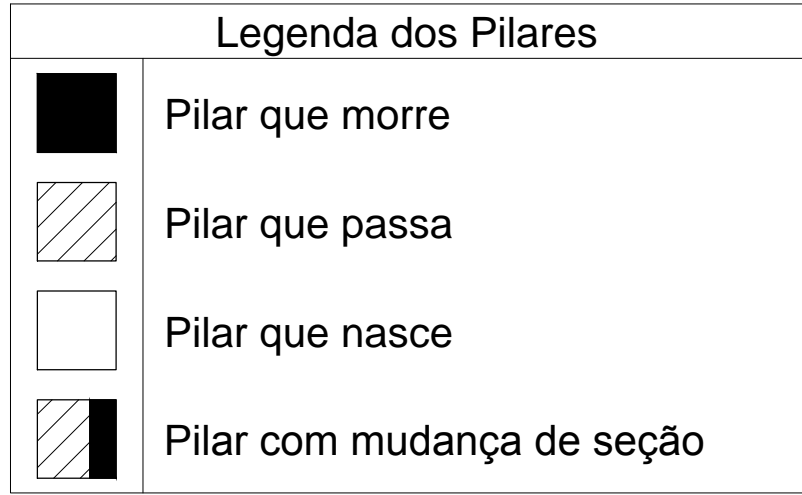 Legenda dos Pilares
Pilar que morre
Pilar que passa
Pilar que nasce
Pilar com mudança de seção